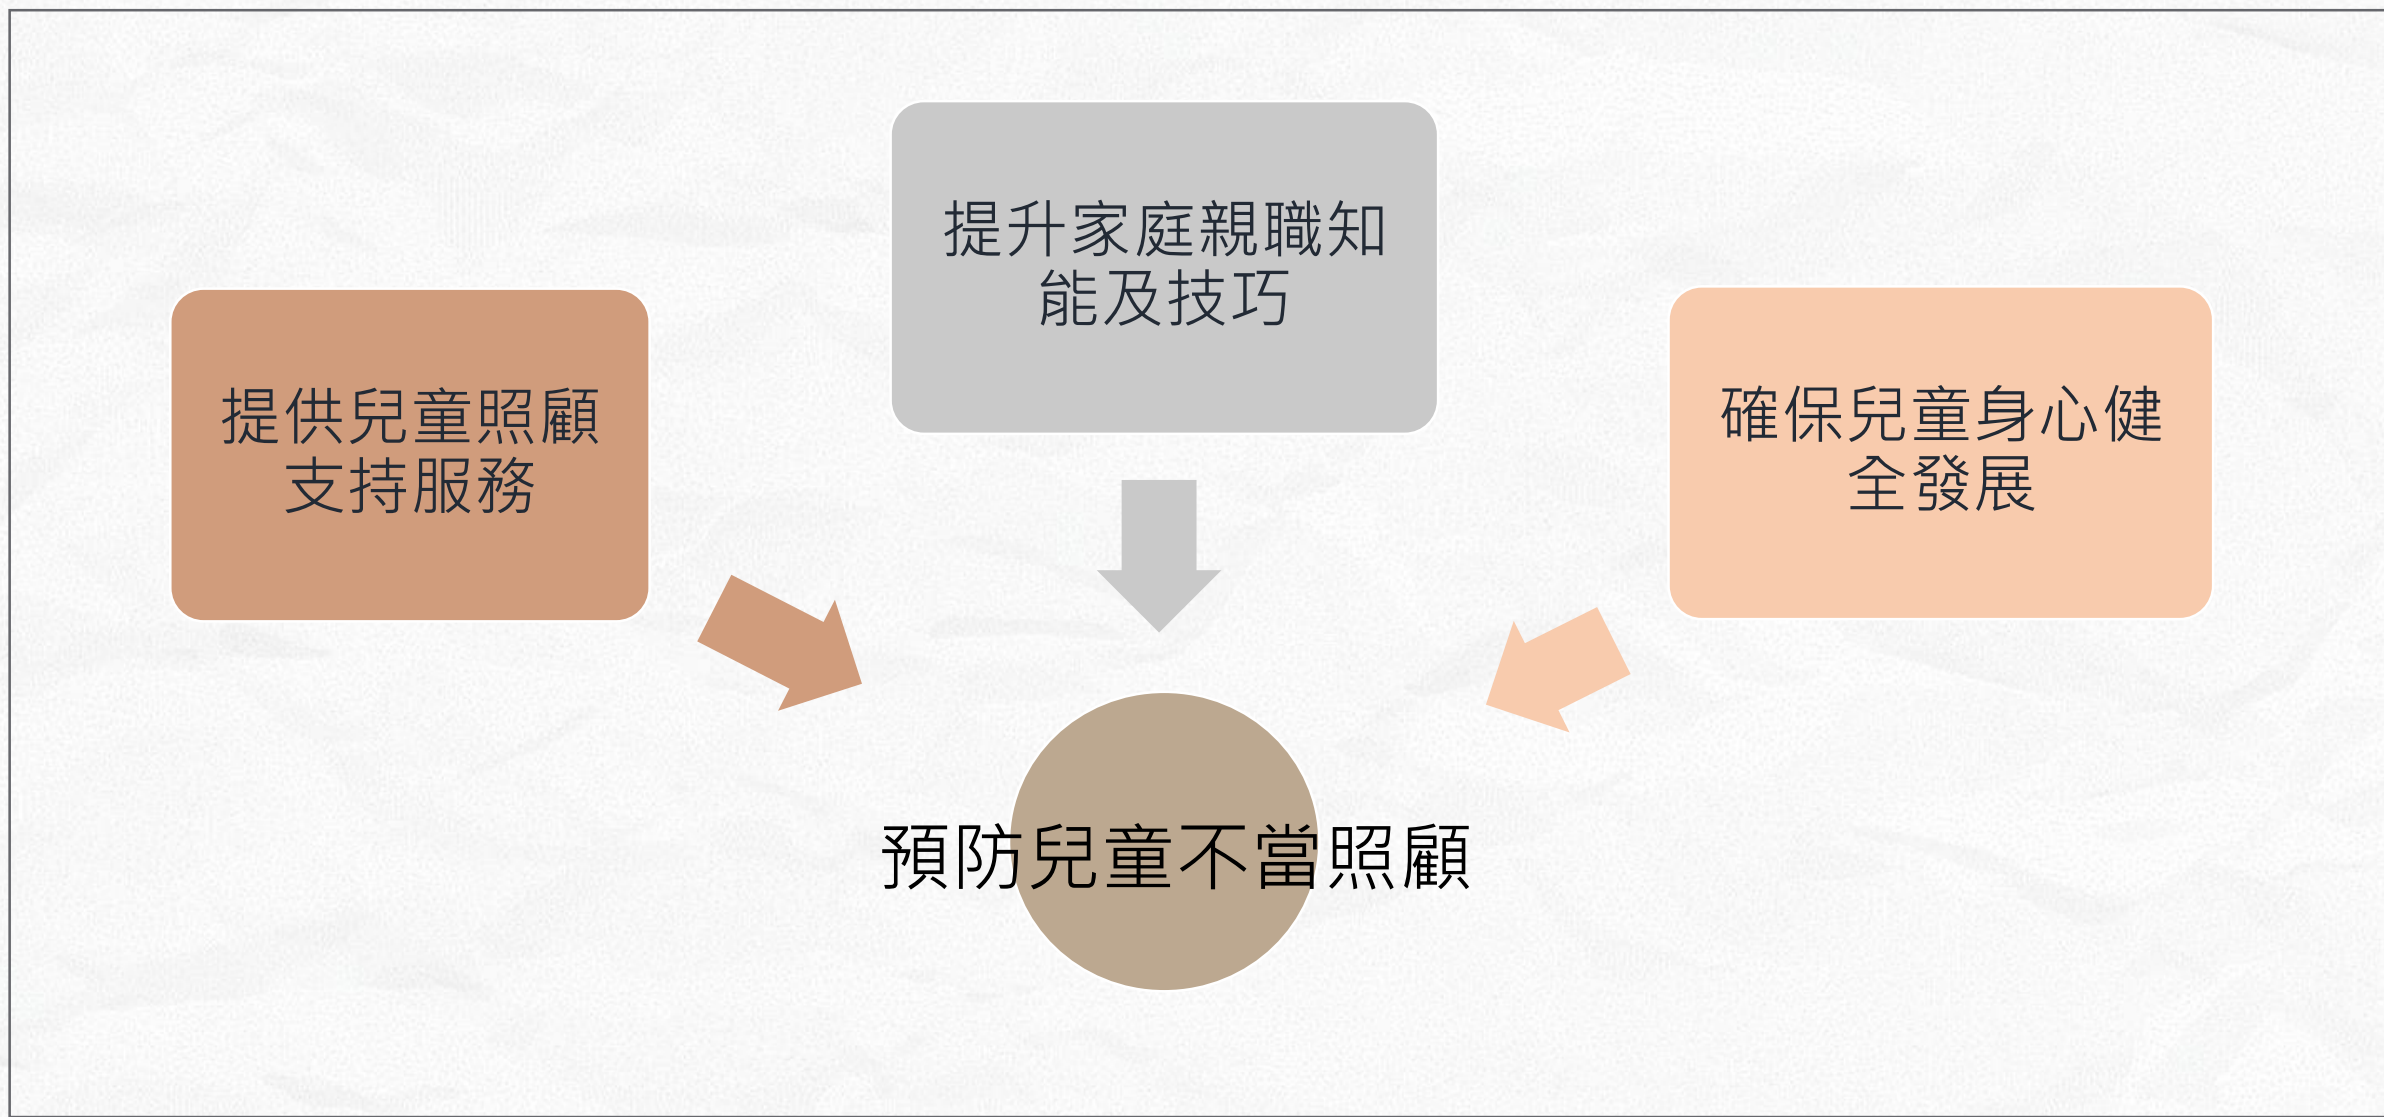 提供兒童照顧
支持服務
提升家庭親職知
能及技巧
確保兒童身心健
全發展
預防兒童不當照顧